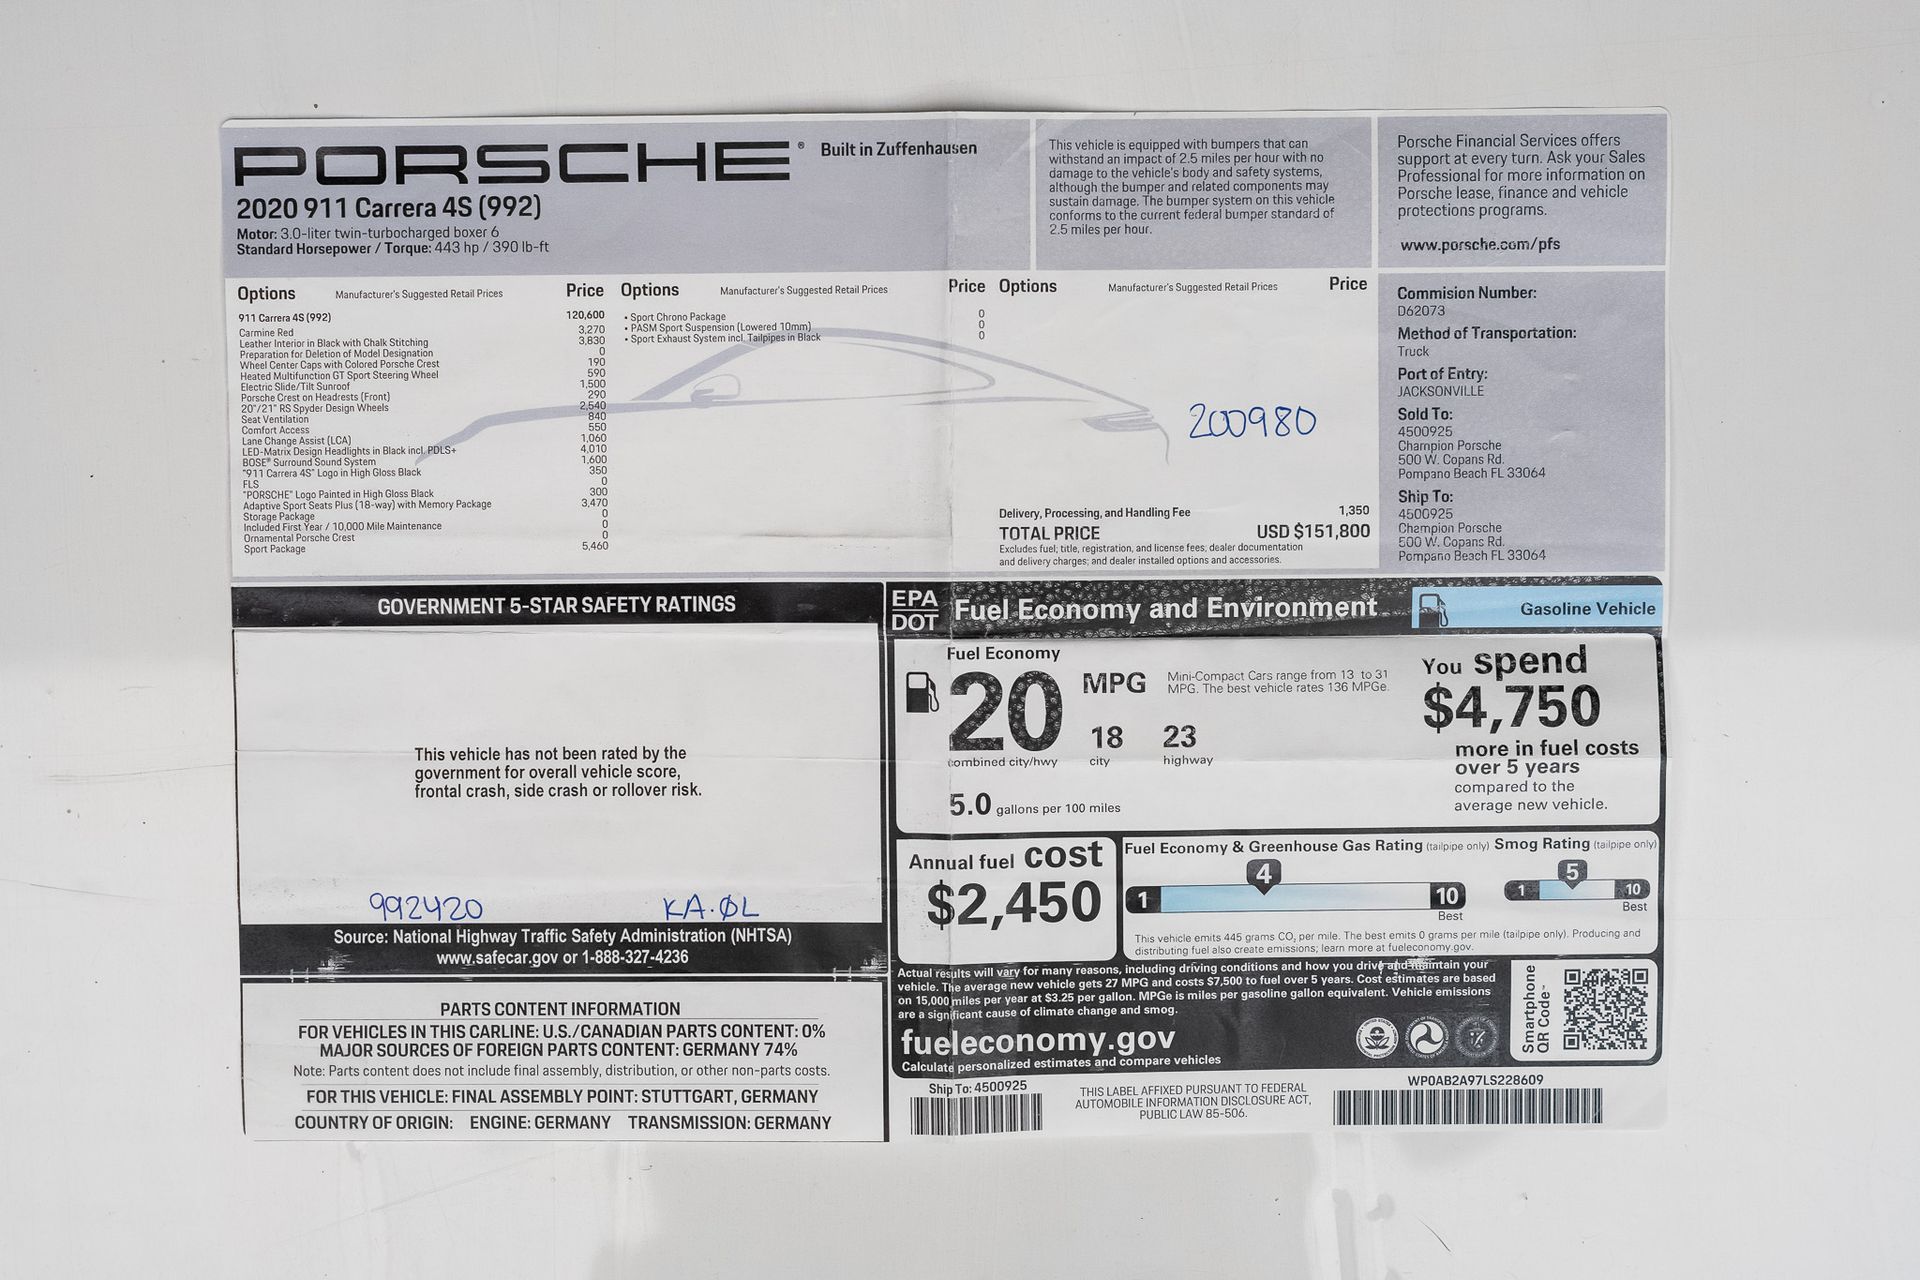 PORSCHE® Built in Zuffenhausen
2020 911 Carrera 4S (992)
Motor: 3.0-liter twin-turbocharged boxer 6
Standard Horsepower / Torque: 443 hp / 390 lb-ft
This vehicle is equipped with bumpers that can
withstand an impact of 2.5 miles per hour with no
damage to the vehicle's body and safety systems,
although the bumper and related components may
sustain damage. The bumper system on this vehicle
conforms to the current federal bumper standard of
2.5 miles per hour.
Porsche Financial Services offers
support at every turn. Ask your Sales
Professional for more information on
Porsche lease, finance and vehicle
protections programs.
www.porsche.com/pfs
Options Manufacturer's Suggested Retail Prices Price
911 Carrera 4S (992) 120,600
Carmine Red 3,270
Leather Interior in Black with Chalk Stitching 3,830
Preparation for Deletion of Model Designation 0
Wheel Center Caps with Colored Porsche Crest 190
Heated Multifunction GT Sport Steering Wheel 590
Electric Slide/Tilt Sunroof 1,500
Porsche Crest on Headrests (Front) 290
20"/21" RS Spyder Design Wheels 2,540
Seat Ventilation 840
Comfort Access 550
Lane Change Assist (LCA) 1,060
LED-Matrix Design Headlights in Black incl. PDLS+ 4,010
BOSE® Surround Sound System 1,600
"911 Carrera 4S" Logo in High Gloss Black 350
FLS 0
"PORSCHE" Logo Painted in High Gloss Black 300
Adaptive Sport Seats Plus (18-way) with Memory Package 3,470
Storage Package 0
Included First Year / 10,000 Mile Maintenance 0
Ornamental Porsche Crest 0
Sport Package 5,460
Options Manufacturer's Suggested Retail Prices Price
• Sport Chrono Package 0
• PASM Sport Suspension (Lowered 10mm) 0
• Sport Exhaust System incl. Tailpipes in Black 0
Options Manufacturer's Suggested Retail Prices Price
200980
Delivery, Processing, and Handling Fee 1,350
TOTAL PRICE USD $151,800
Excludes fuel, title, registration, and license fees; dealer documentation
and delivery charges; and dealer installed options and accessories.
Commision Number:
D62073
Method of Transportation:
Truck
Port of Entry:
JACKSONVILLE
Sold To:
4500925
Champion Porsche
500 W. Copans Rd.
Pompano Beach FL 33064
Ship To:
4500925
Champion Porsche
500 W. Copans Rd.
Pompano Beach FL 33064
GOVERNMENT 5-STAR SAFETY RATINGS
This vehicle has not been rated by the
government for overall vehicle score,
frontal crash, side crash or rollover risk.
992420 KA.ØL
Source: National Highway Traffic Safety Administration (NHTSA)
www.safecar.gov or 1-888-327-4236
PARTS CONTENT INFORMATION
FOR VEHICLES IN THIS CARLINE: U.S./CANADIAN PARTS CONTENT: 0%
MAJOR SOURCES OF FOREIGN PARTS CONTENT: GERMANY 74%
Note: Parts content does not include final assembly, distribution, or other non-parts costs.
FOR THIS VEHICLE: FINAL ASSEMBLY POINT: STUTTGART, GERMANY
COUNTRY OF ORIGIN: ENGINE: GERMANY TRANSMISSION: GERMANY
EPA
DOT
Fuel Economy and Environment
Gasoline Vehicle
Fuel Economy
20 MPG
combined city/hwy
18
city
23
highway
5.0 gallons per 100 miles
Mini-Compact Cars range from 13 to 31
MPG. The best vehicle rates 136 MPGe.
You spend
$4,750
more in fuel costs
over 5 years
compared to the
average new vehicle.
Annual fuel cost
$2,450
Fuel Economy & Greenhouse Gas Rating (tailpipe only)
4
1 10
Best
Smog Rating (tailpipe only)
5
1 10
Best
This vehicle emits 445 grams CO2 per mile. The best emits 0 grams per mile (tailpipe only). Producing and
distributing fuel also create emissions; learn more at fueleconomy.gov.
Actual results will vary for many reasons, including driving conditions and how you drive and maintain your
vehicle. The average new vehicle gets 27 MPG and costs $7,500 to fuel over 5 years. Cost estimates are based
on 15,000 miles per year at $3.25 per gallon. MPGe is miles per gasoline gallon equivalent. Vehicle emissions
are a significant cause of climate change and smog.
fueleconomy.gov
Calculate personalized estimates and compare vehicles
Smartphone
QR Code™
Ship To: 4500925
THIS LABEL AFFIXED PURSUANT TO FEDERAL
AUTOMOBILE INFORMATION DISCLOSURE ACT,
PUBLIC LAW 85-506.
WP0AB2A97LS228609